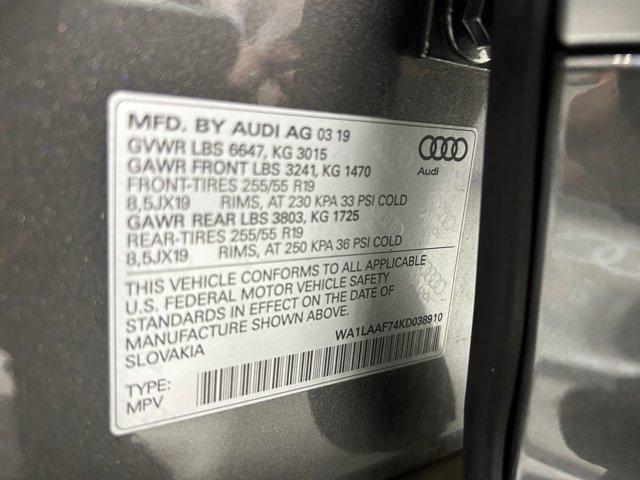 MFD. BY AUDI AG 03 19
GVWR LBS 6647, KG 3015
GAWR FRONT LBS 3241, KG 1470
FRONT-TIRES 255/55 R19
8,5JX19 RIMS, AT 230 KPA 33 PSI COLD
GAWR REAR LBS 3803, KG 1725
REAR-TIRES 255/55 R19
8,5JX19 RIMS, AT 250 KPA 36 PSI COLD
Audi
THIS VEHICLE CONFORMS TO ALL APPLICABLE
U.S. FEDERAL MOTOR VEHICLE SAFETY
STANDARDS IN EFFECT ON THE DATE OF
MANUFACTURE SHOWN ABOVE.
SLOVAKIA
WA1LAAF74KD038910
TYPE:
MPV